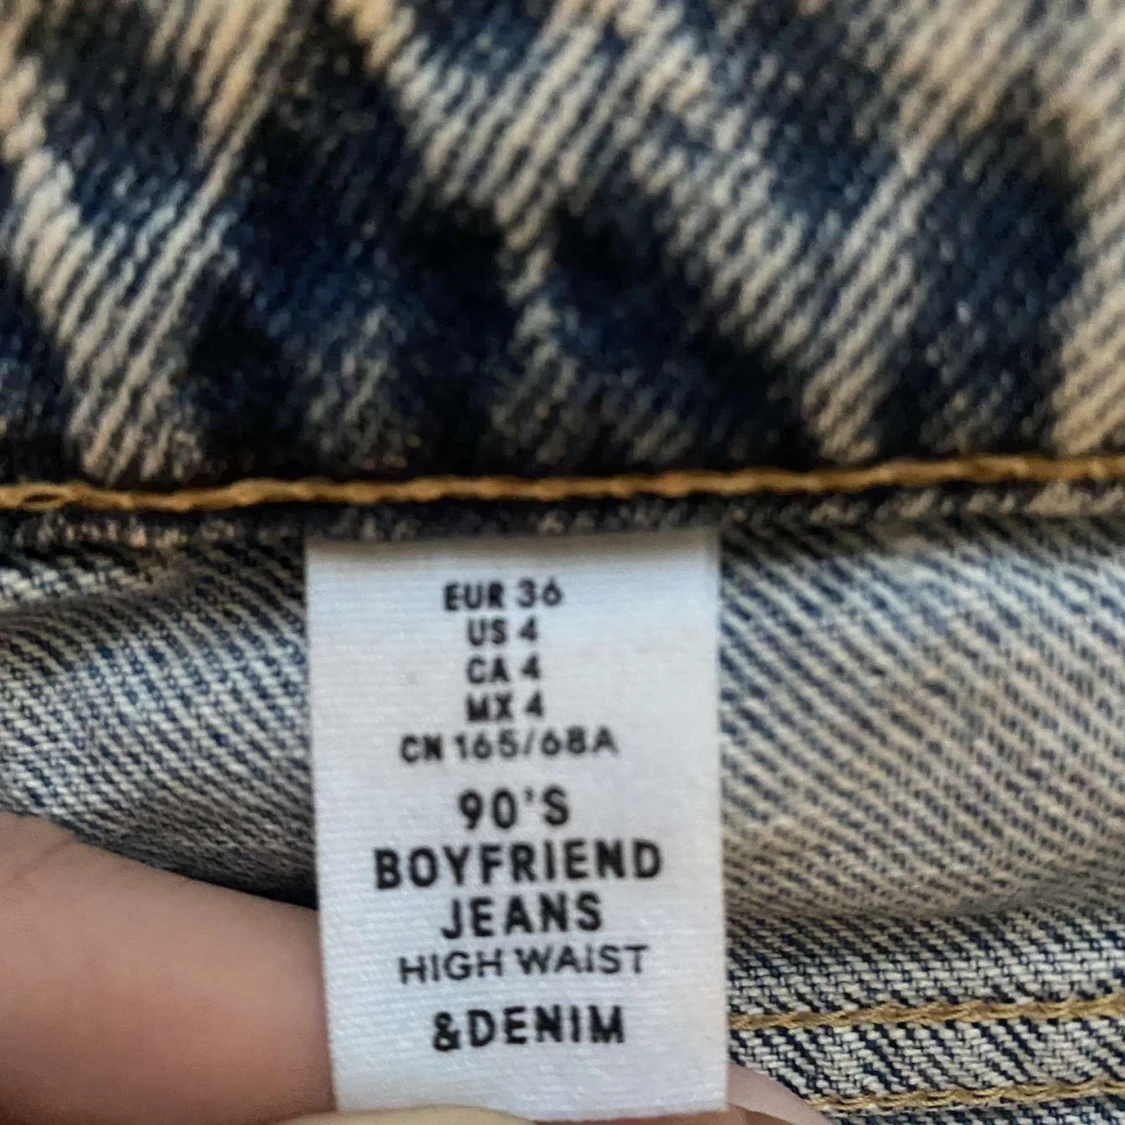 EUR 36
US 4
CA 4
MX 4
CN 165/68A
90'S
BOYFRIEND
JEANS
HIGH WAIST
&DENIM